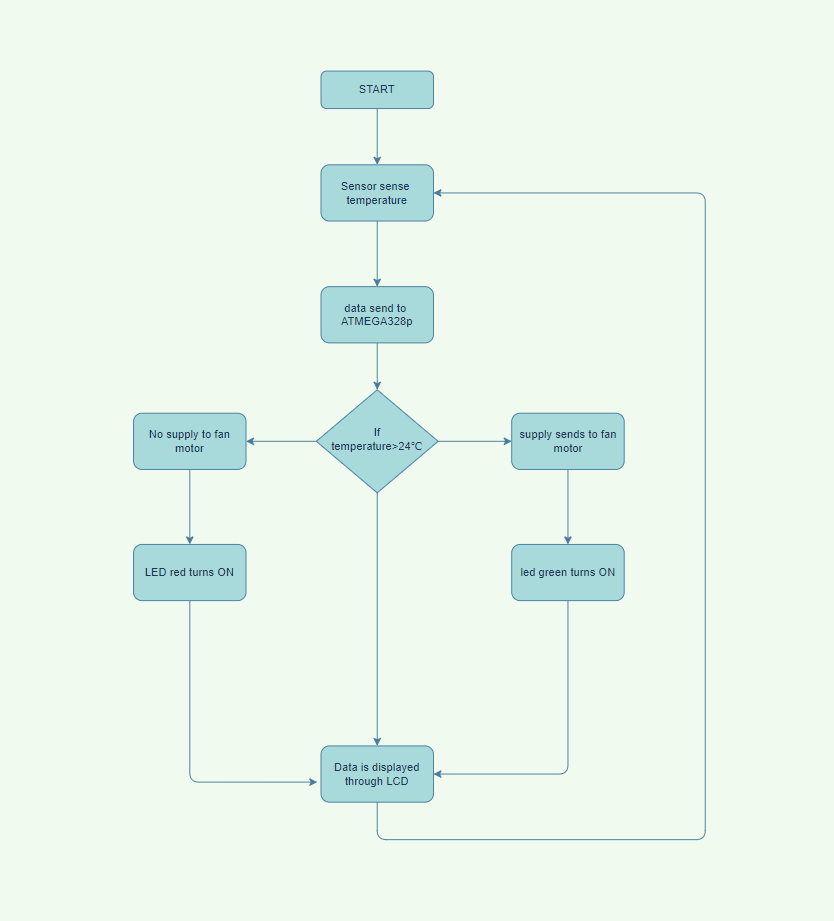 START
Sensor sense
temperature
data send to
ATMEGA328p
If
temperature>24℃
No supply to fan
motor
supply sends to fan
motor
LED red turns ON
led green turns ON
Data is displayed
through LCD